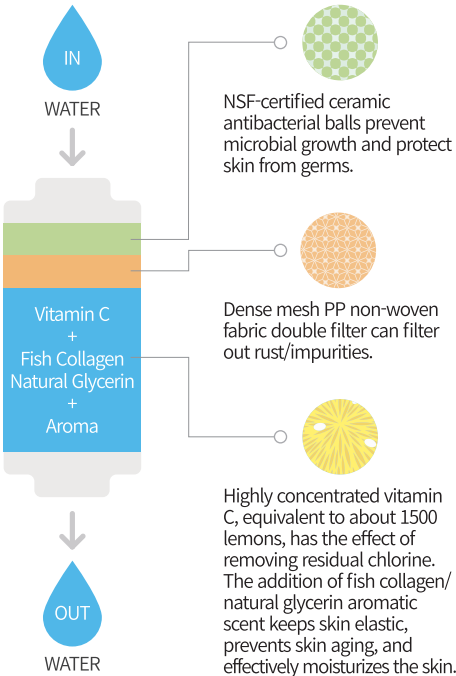 IN
WATER
NSF-certified ceramic
antibacterial balls prevent
microbial growth and protect
skin from germs.
Dense mesh PP non-woven
fabric double filter can filter
out rust/impurities.
Vitamin C
+
Fish Collagen
Natural Glycerin
+
Aroma
Highly concentrated vitamin
C, equivalent to about 1500
lemons, has the effect of
removing residual chlorine.
The addition of fish collagen/
natural glycerin aromatic
scent keeps skin elastic,
prevents skin aging, and
effectively moisturizes the skin.
OUT
WATER